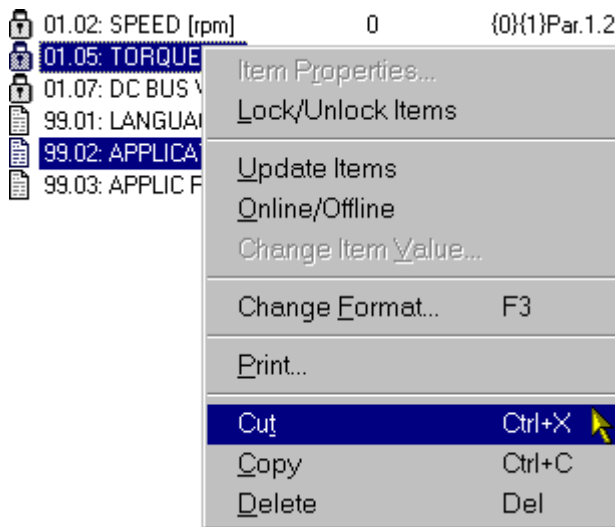 01.02: SPEED [rpm] 0 {0}{1}Par.1.2
01.05: TORQUE
01.07: DC BUS
99.01: LANGUA
99.02: APPLICA
99.03: APPLIC F
Item Properties...
Lock/Unlock Items
Update Items
Online/Offline
Change Item Value...
Change Format... F3
Print...
Cut Ctrl+X
Copy Ctrl+C
Delete Del